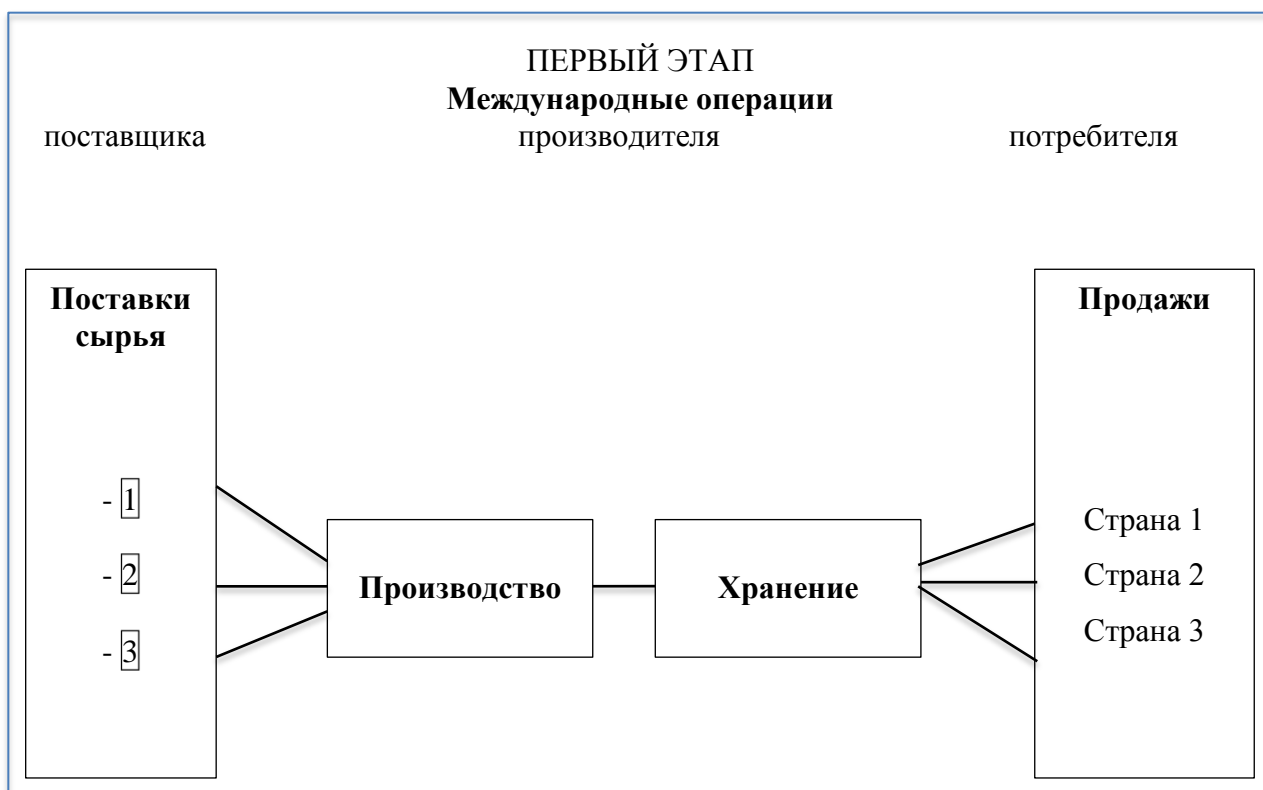 ПЕРВЫЙ ЭТАП
Международные операции
поставщика производителя потребителя
Поставки
сырья
- 1
- 2
- 3
Производство
Хранение
Продажи
Страна 1
Страна 2
Страна 3